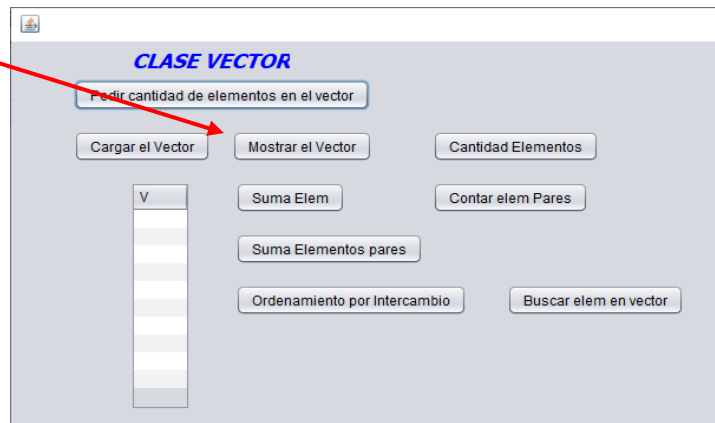 CLASE VECTOR
Pedir cantidad de elementos en el vector
Cargar el Vector
Mostrar el Vector
Cantidad Elementos
V
Suma Elem
Contar elem Pares
Suma Elementos pares
Ordenamiento por Intercambio
Buscar elem en vector